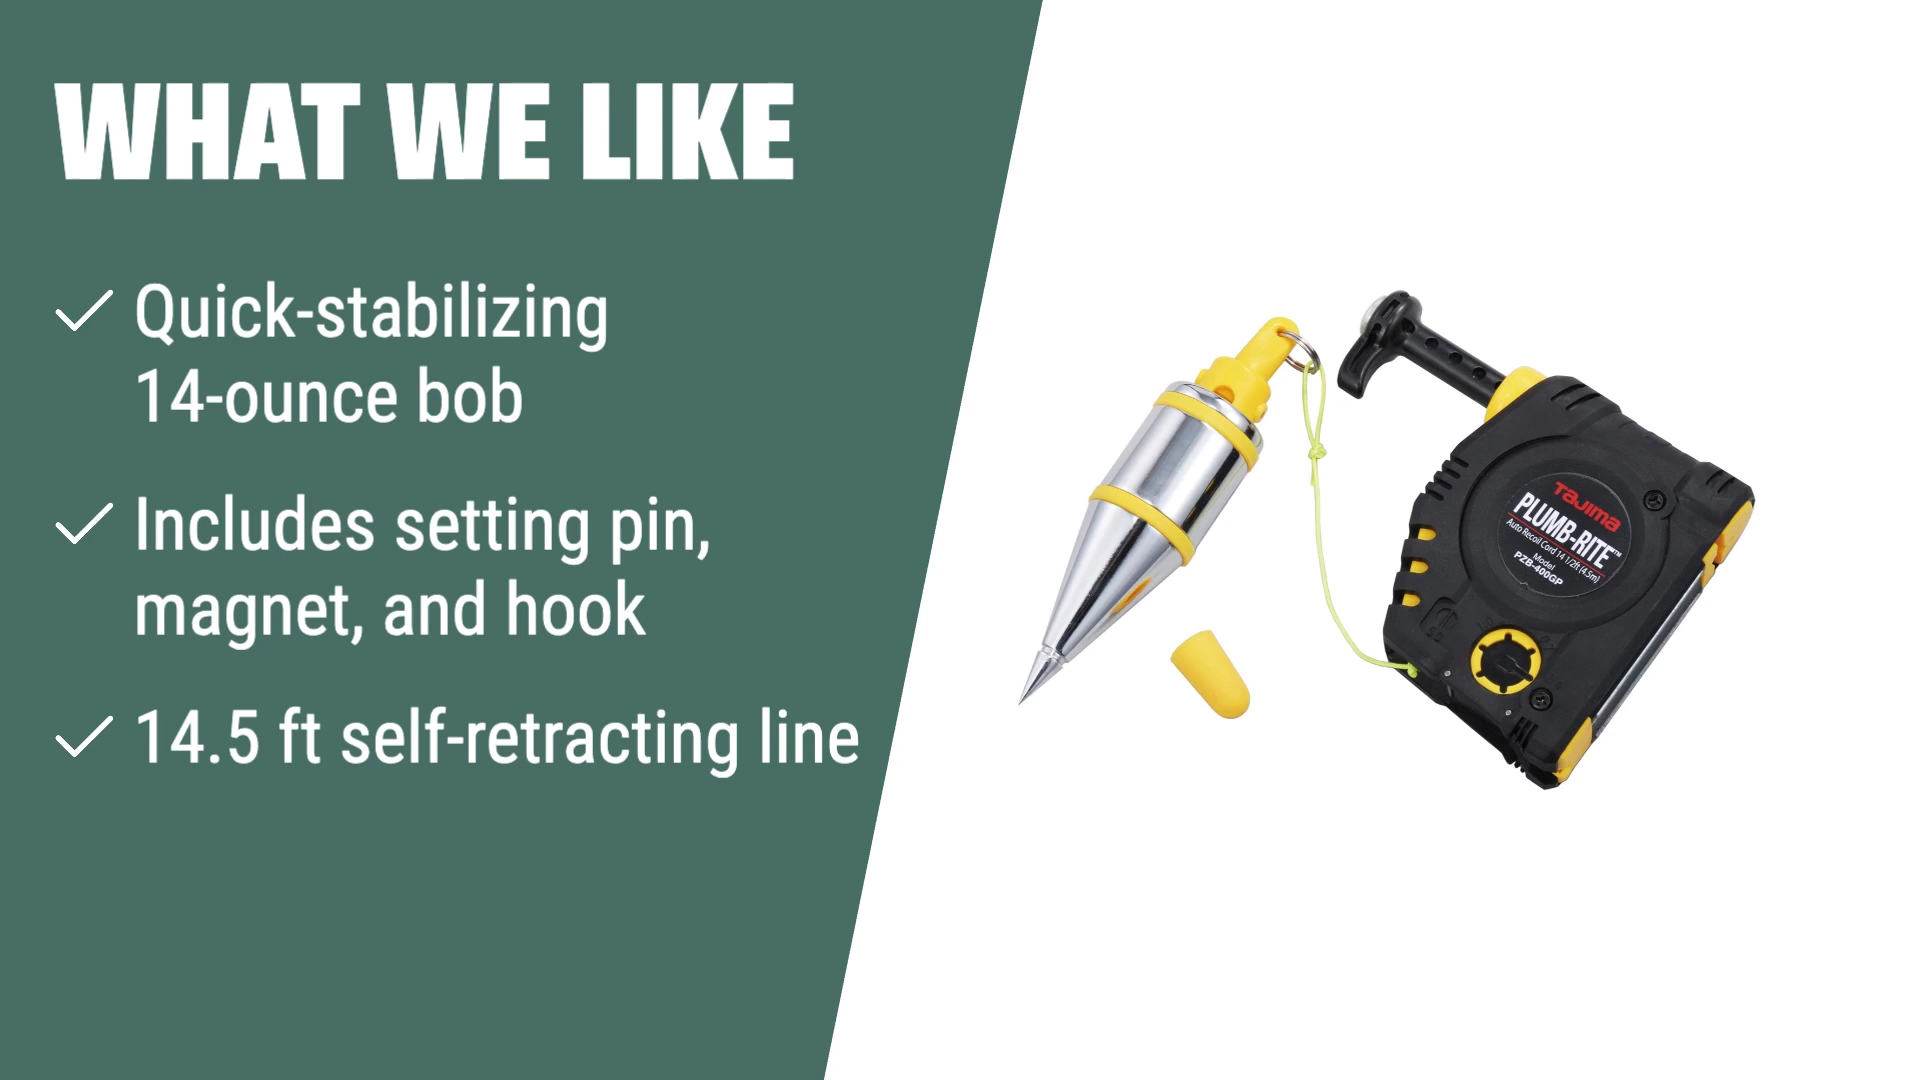 WHAT WE LIKE
Quick-stabilizing
14-ounce bob
Includes setting pin,
magnet, and hook
14.5 ft self-retracting line
TAJIMA
PLUMB-RITE™
Auto Recoil Cord 14 1/2ft (4.5m)
Model
PZB-400GP